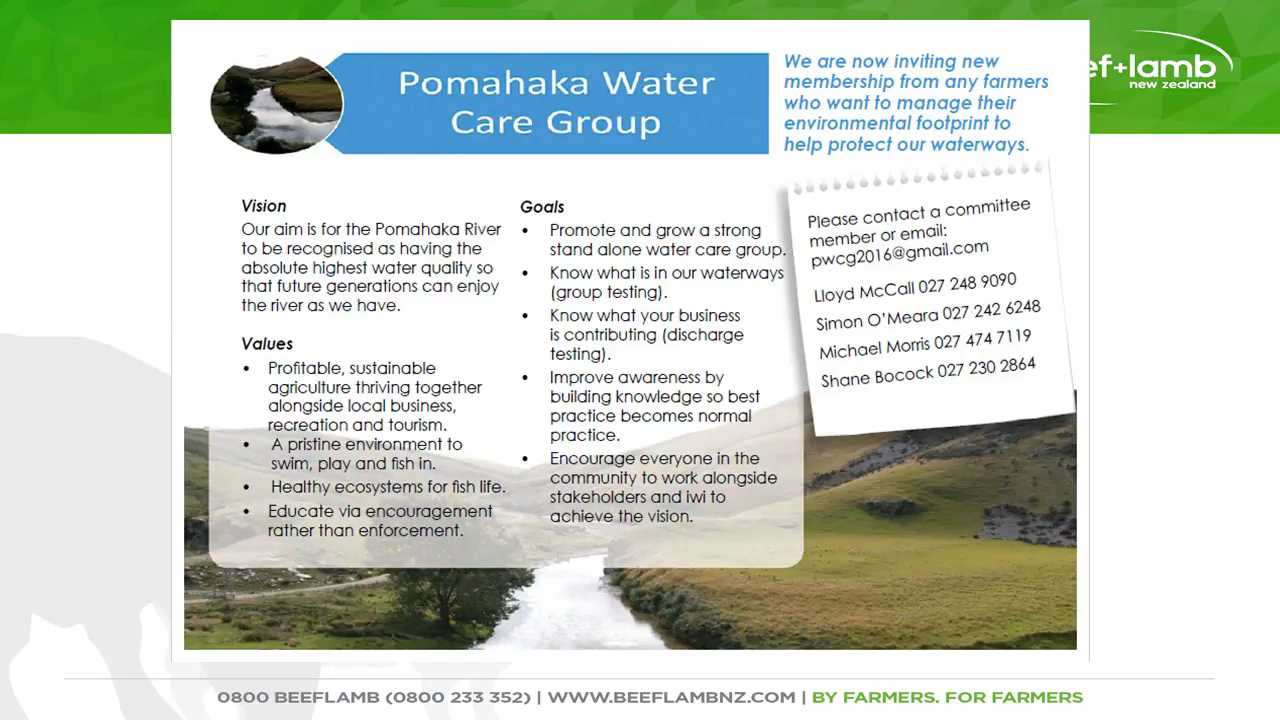 Pomahaka Water
Care Group
We are now inviting new
membership from any farmers
who want to manage their
environmental footprint to
help protect our waterways.
ef+lamb
new zealand
Vision
Our aim is for the Pomahaka River
to be recognised as having the
absolute highest water quality so
that future generations can enjoy
the river as we have.
Values
• Profitable, sustainable
agriculture thriving together
alongside local business,
recreation and tourism.
• A pristine environment to
swim, play and fish in.
• Healthy ecosystems for fish life.
• Educate via encouragement
rather than enforcement.
Goals
• Promote and grow a strong
stand alone water care group.
• Know what is in our waterways
(group testing).
• Know what your business
is contributing (discharge
testing).
• Improve awareness by
building knowledge so best
practice becomes normal
practice.
• Encourage everyone in the
community to work alongside
stakeholders and iwi to
achieve the vision.
Please contact a committee
member or email:
pwcg2016@gmail.com
Lloyd McCall 027 248 9090
Simon O'Meara 027 242 6248
Michael Morris 027 474 7119
Shane Bocock 027 230 2864
0800 BEEFLAMB (0800 233 352) | WWW.BEEFLAMBNZ.COM | BY FARMERS. FOR FARMERS